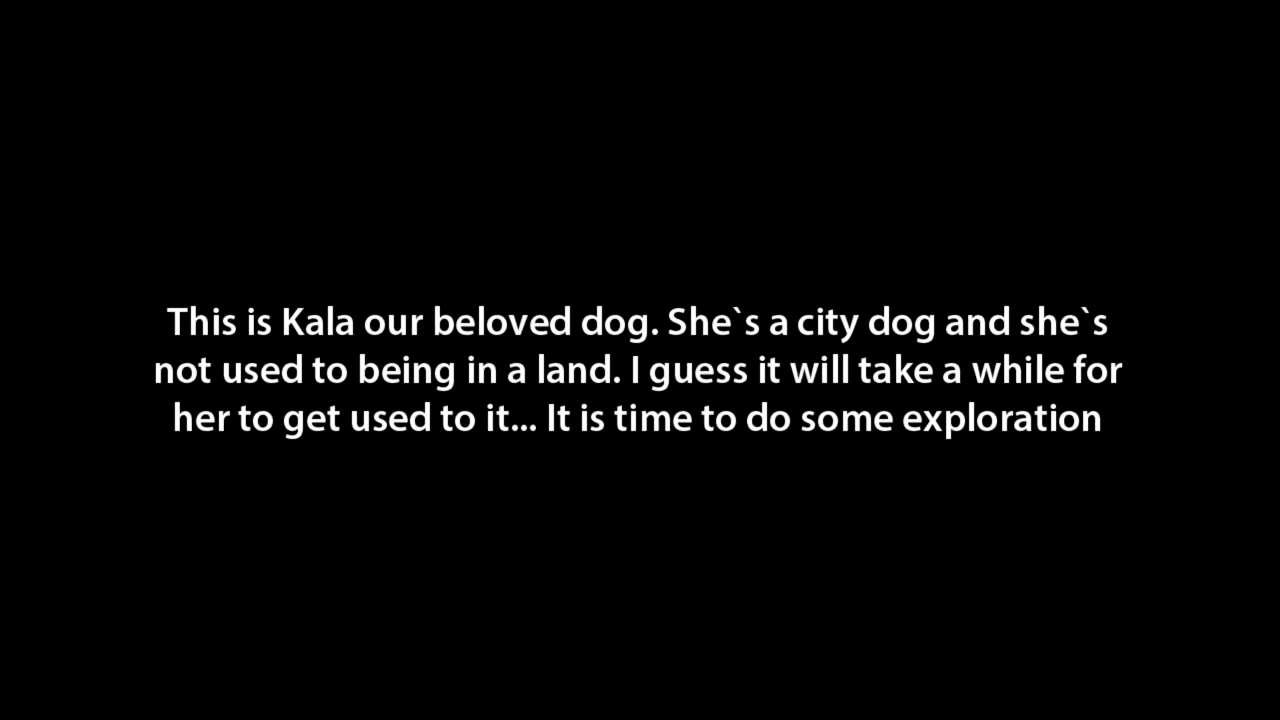 This is Kala our beloved dog. She`s a city dog and she`s
not used to being in a land. I guess it will take a while for
her to get used to it... It is time to do some exploration